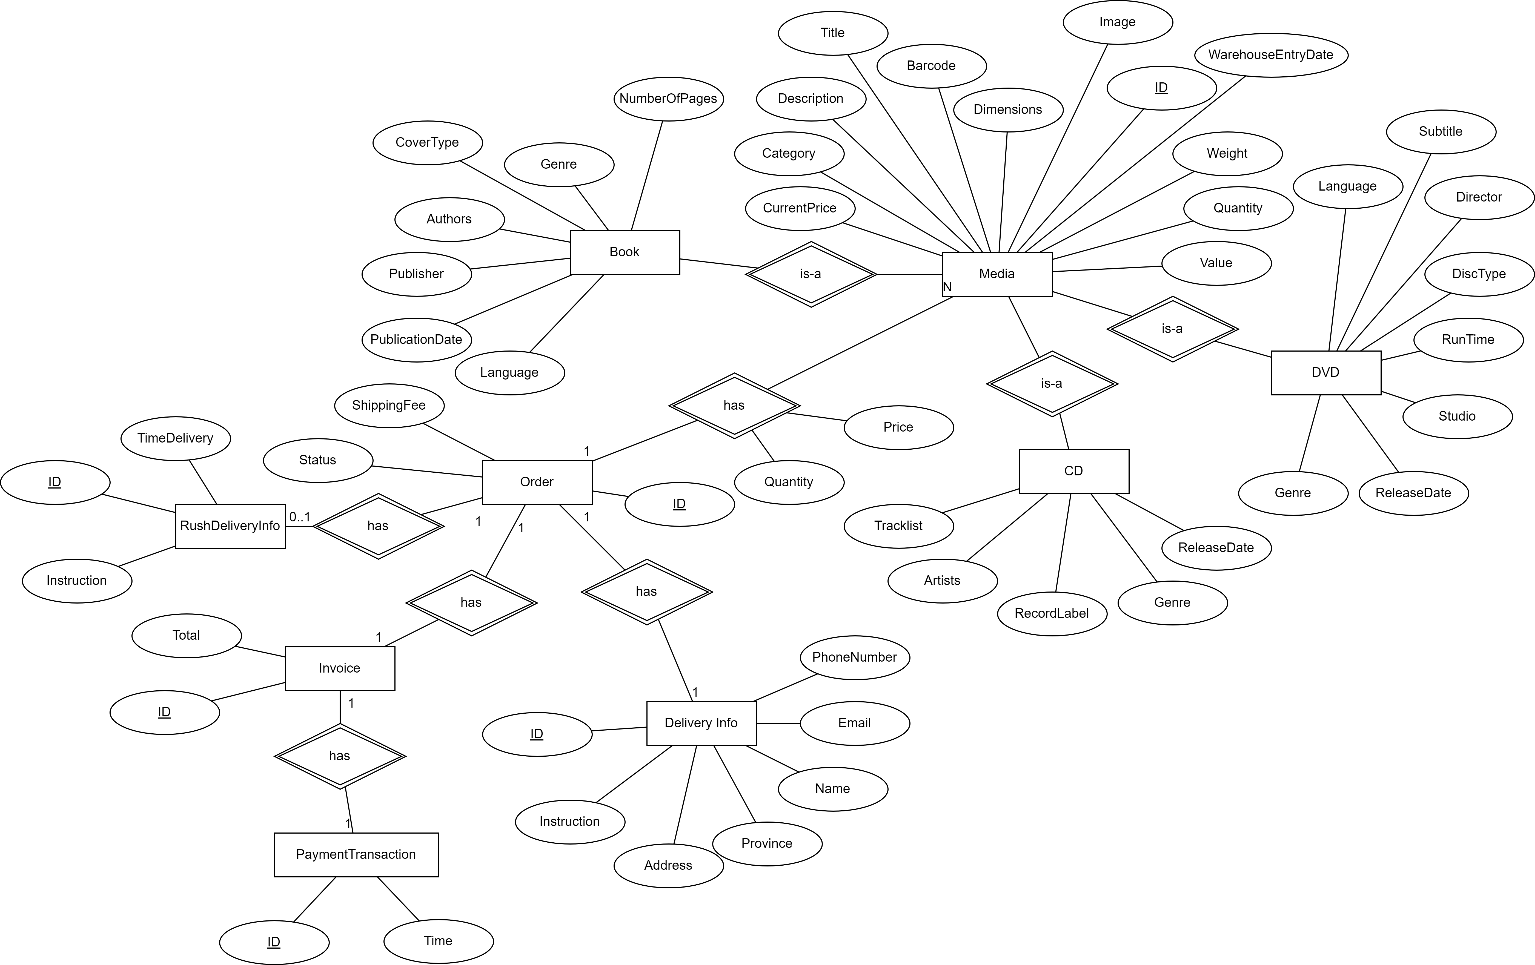 Image
Title
WarehouseEntryDate
Barcode
ID
NumberOfPages
Description
Dimensions
Subtitle
CoverType
Genre
Category
Weight
Language
Director
CurrentPrice
Quantity
Authors
Book
is-a
Media
Value
Publisher
DiscType
N
is-a
PublicationDate
RunTime
Language
DVD
is-a
ShippingFee
has
Price
Studio
TimeDelivery
1
Status
CD
ID
Order
Quantity
Genre
ReleaseDate
ID
0..1
1
1
1
RushDeliveryInfo
has
Tracklist
ReleaseDate
Instruction
Artists
has
has
RecordLabel
Genre
Total
1
Invoice
PhoneNumber
1
1
ID
ID
Delivery Info
Email
has
Name
1
Instruction
Province
PaymentTransaction
Address
ID
Time